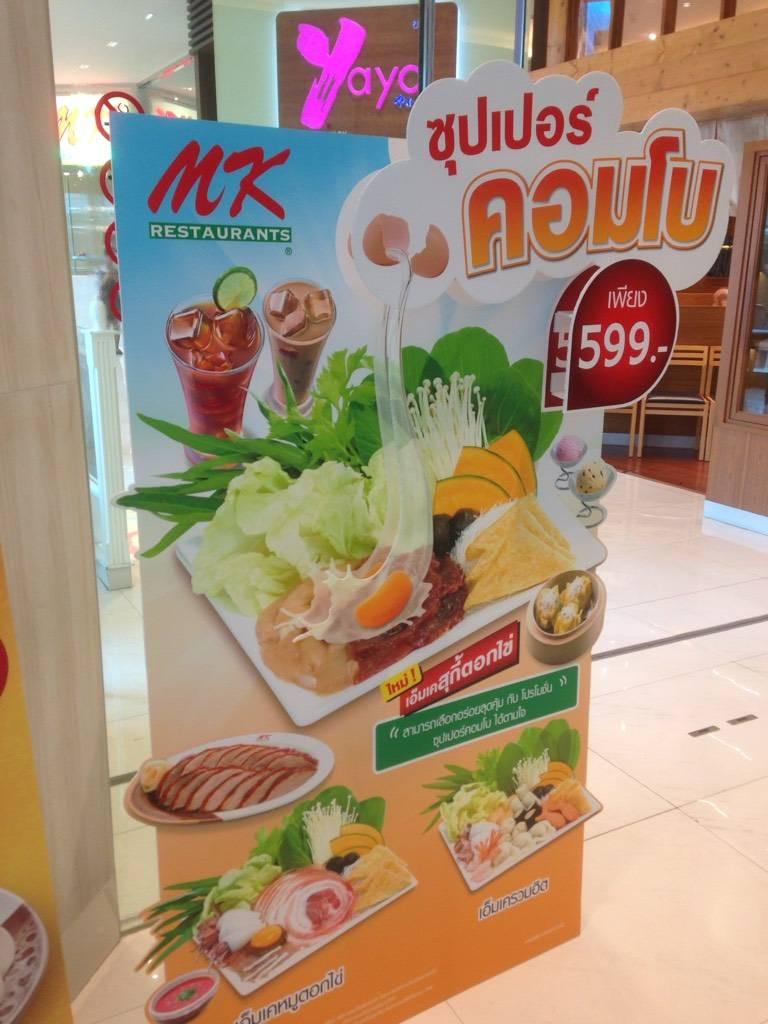 Yayo
MK
RESTAURANTS
ซุปเปอร์
คอมโบ
เพียง
599.-
ใหม่!
เอ็มเคสุกี้ตอกไข่
“ สามารถเลือกอร่อยสุดคุ้ม กับ โปรโมชั่น
ซุปเปอร์คอมโบ ได้ตามใจ ”
เอ็มเครวมฮิต
เอ็มเคหมูตอกไข่